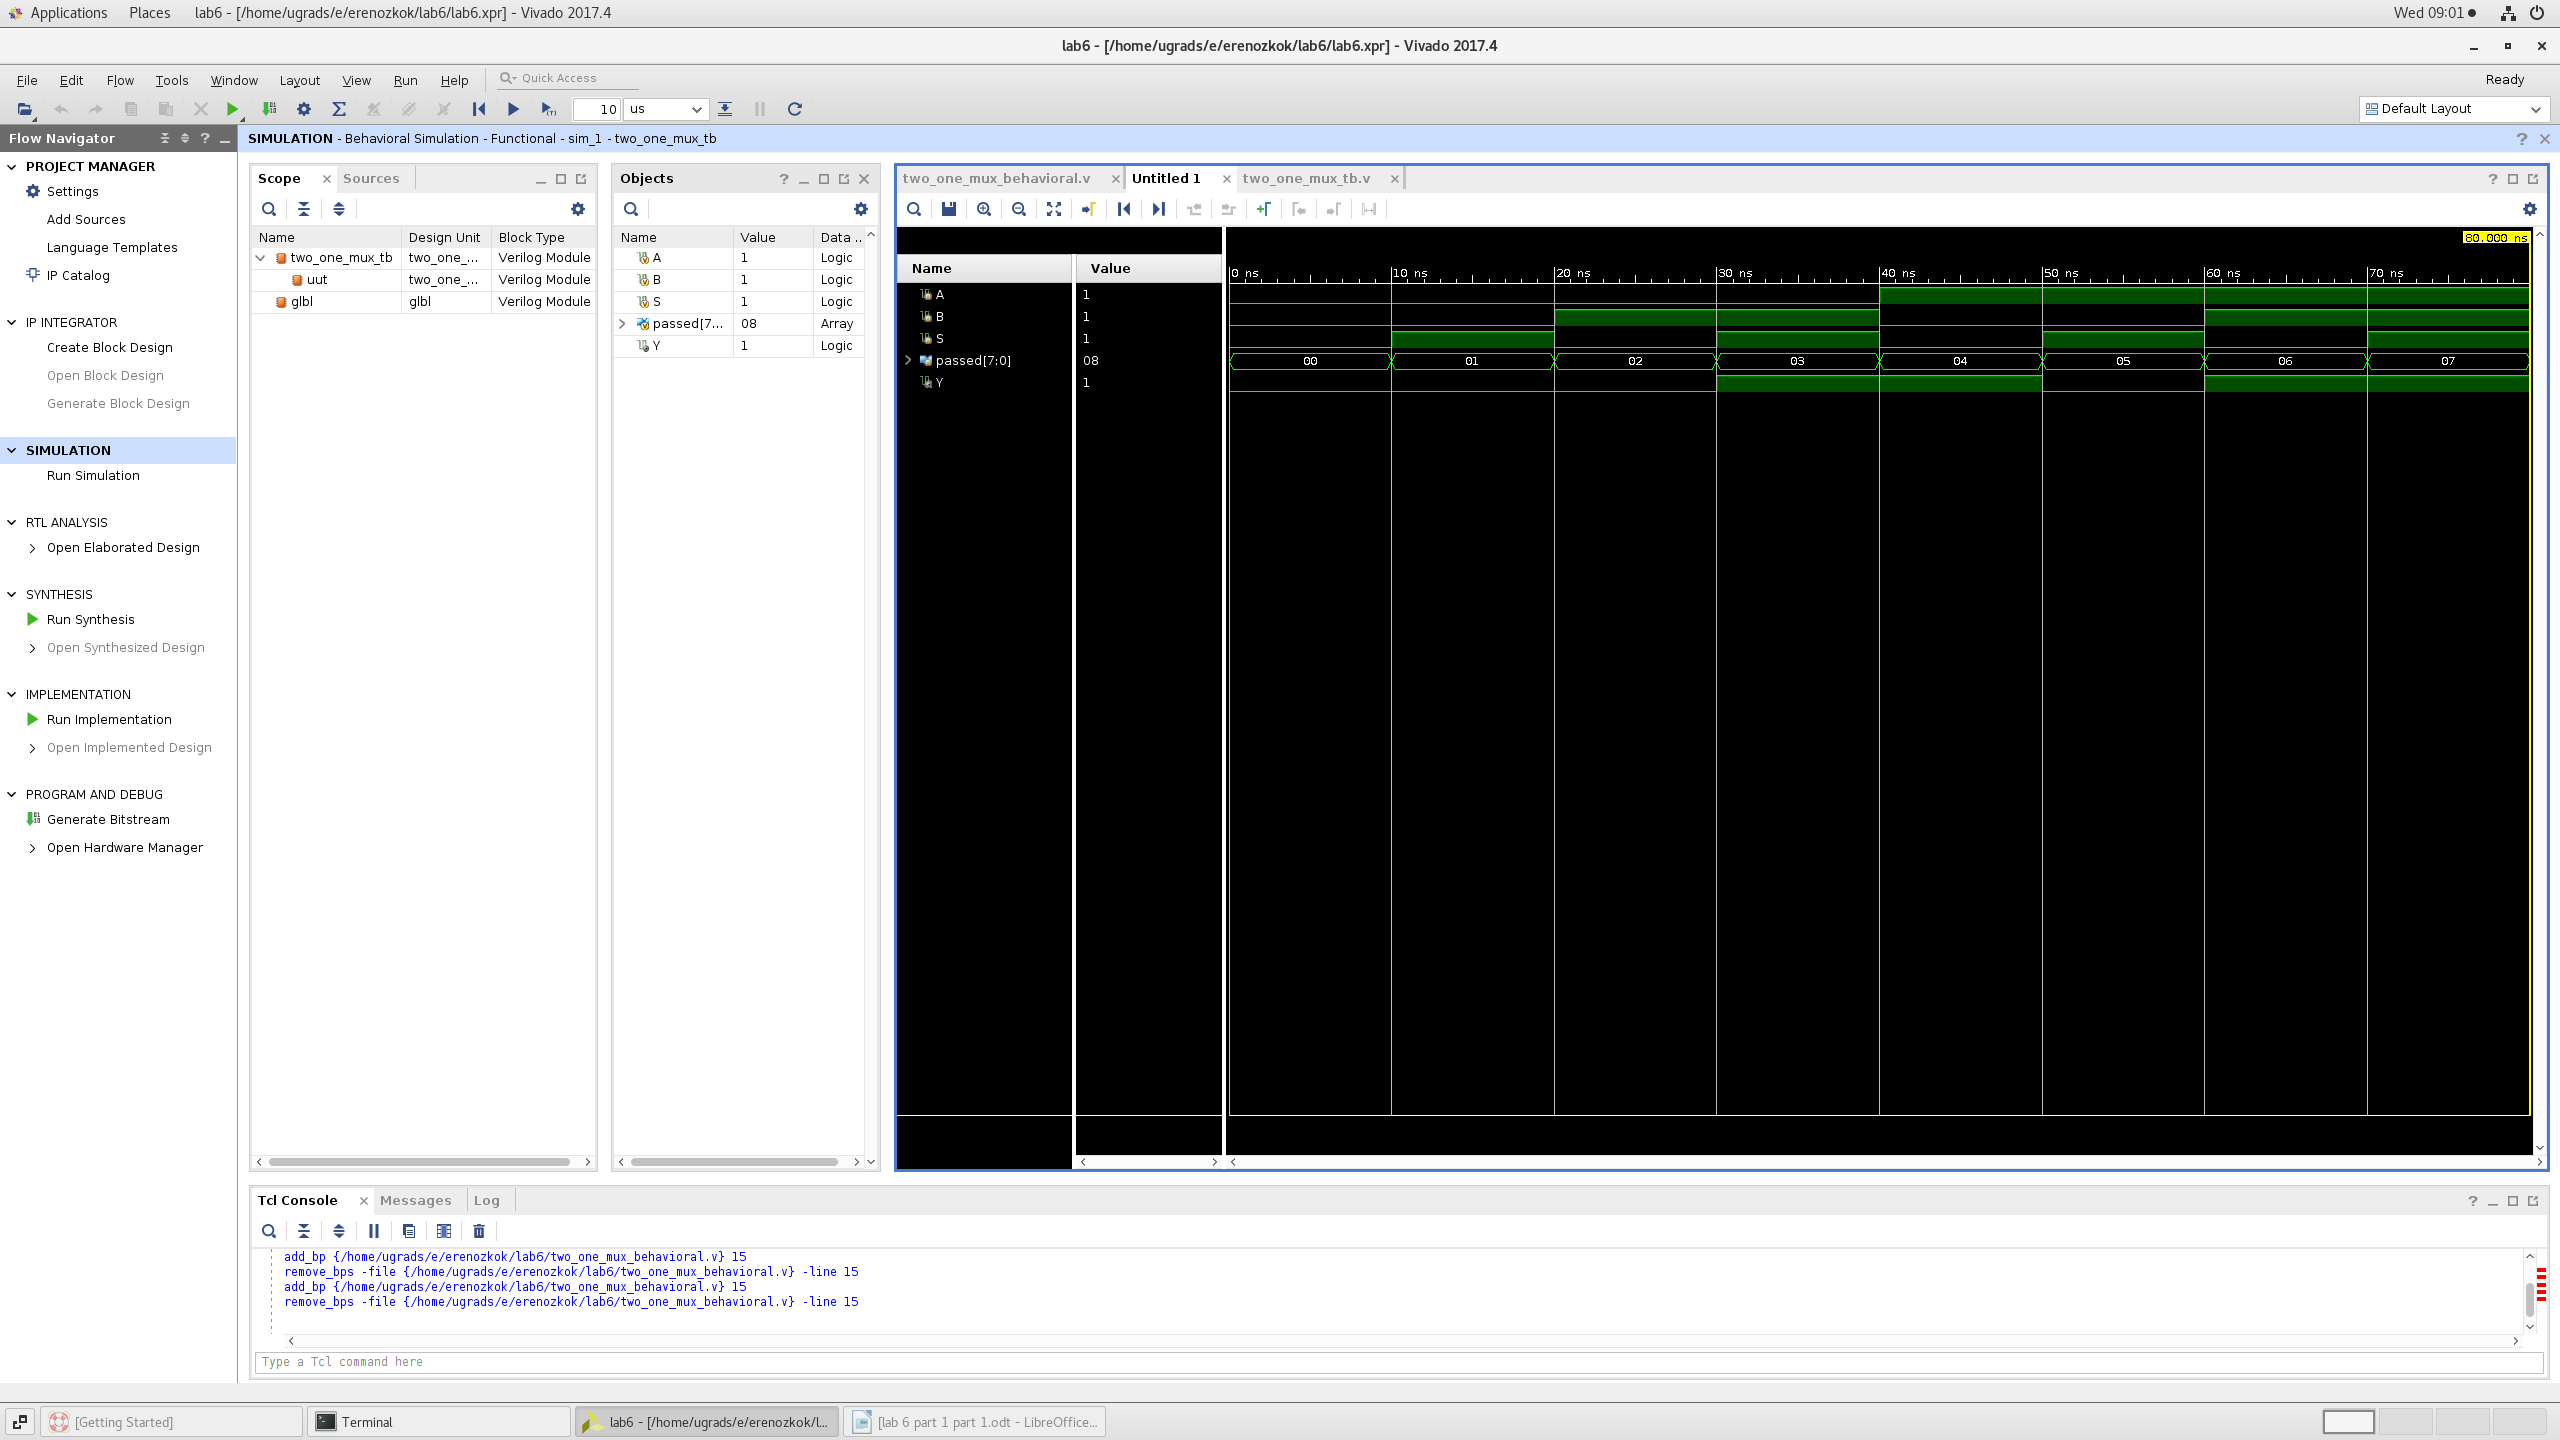 Applications Places lab6 - [/home/ugrads/e/erenozkok/lab6/lab6.xpr] - Vivado 2017.4 Wed 09:01
lab6 - [/home/ugrads/e/erenozkok/lab6/lab6.xpr] - Vivado 2017.4
File Edit Flow Tools Window Layout View Run Help Quick Access Ready
10 us Default Layout
Flow Navigator
SIMULATION - Behavioral Simulation - Functional - sim_1 - two_one_mux_tb
PROJECT MANAGER
Settings
Add Sources
Language Templates
IP Catalog
IP INTEGRATOR
Create Block Design
Open Block Design
Generate Block Design
SIMULATION
Run Simulation
RTL ANALYSIS
Open Elaborated Design
SYNTHESIS
Run Synthesis
Open Synthesized Design
IMPLEMENTATION
Run Implementation
Open Implemented Design
PROGRAM AND DEBUG
Generate Bitstream
Open Hardware Manager
Scope Sources
Name Design Unit Block Type
two_one_mux_tb two_one_... Verilog Module
uut two_one_... Verilog Module
glbl glbl Verilog Module
Objects
Name Value Data ...
A 1 Logic
B 1 Logic
S 1 Logic
passed[7... 08 Array
Y 1 Logic
two_one_mux_behavioral.v Untitled 1 two_one_mux_tb.v
80.000 ns
Name Value 0 ns 10 ns 20 ns 30 ns 40 ns 50 ns 60 ns 70 ns
A 1
B 1
S 1
passed[7:0] 08 00 01 02 03 04 05 06 07
Y 1
Tcl Console Messages Log
add_bp {/home/ugrads/e/erenozkok/lab6/two_one_mux_behavioral.v} 15
remove_bps -file {/home/ugrads/e/erenozkok/lab6/two_one_mux_behavioral.v} -line 15
add_bp {/home/ugrads/e/erenozkok/lab6/two_one_mux_behavioral.v} 15
remove_bps -file {/home/ugrads/e/erenozkok/lab6/two_one_mux_behavioral.v} -line 15
Type a Tcl command here
[Getting Started] Terminal lab6 - [/home/ugrads/e/erenozkok/l... [lab 6 part 1 part 1.odt - LibreOffice...